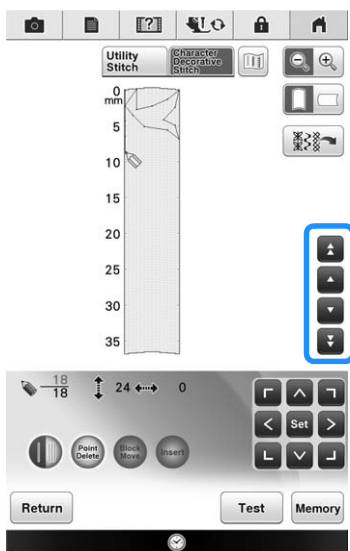 ?
Utility
Stitch
Character
Decorative
Stitch
0
mm
5
10
15
20
25
30
35
18
18
24
0
Point
Delete
Block
Move
Insert
Set
Return
Test
Memory